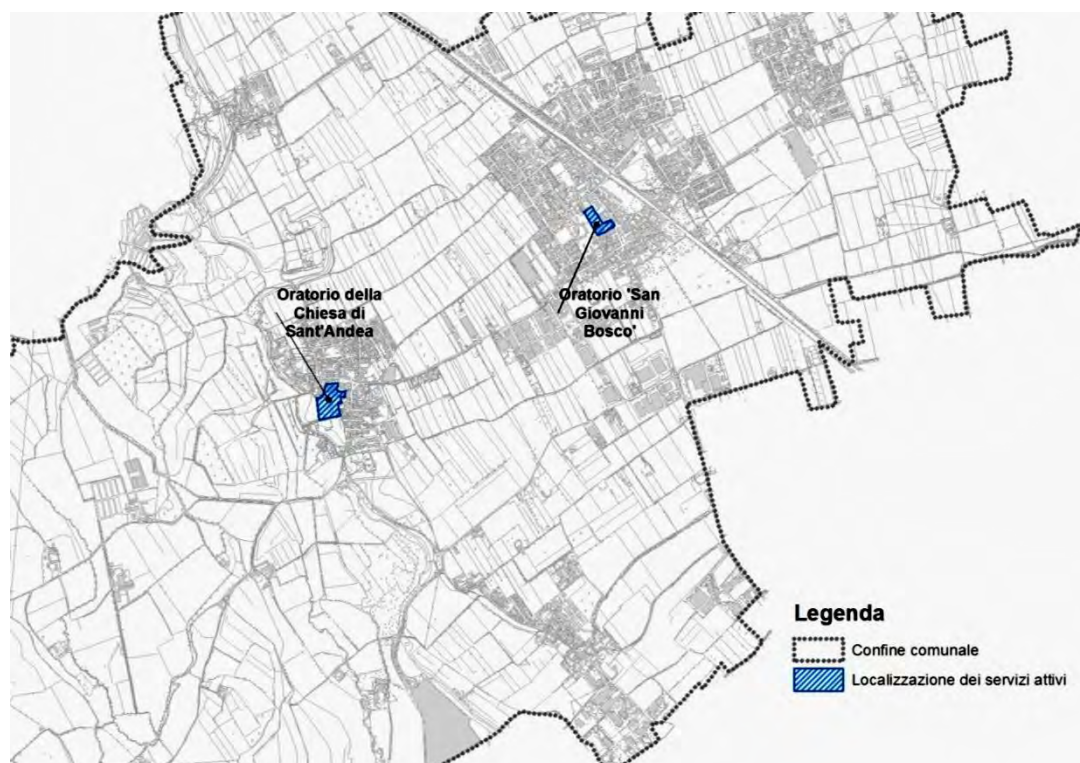 Oratorio della
Chiesa di
Sant'Andea
Oratorio 'San
Giovanni
Bosco'
Legenda
Confine comunale
Localizzazione dei servizi attivi